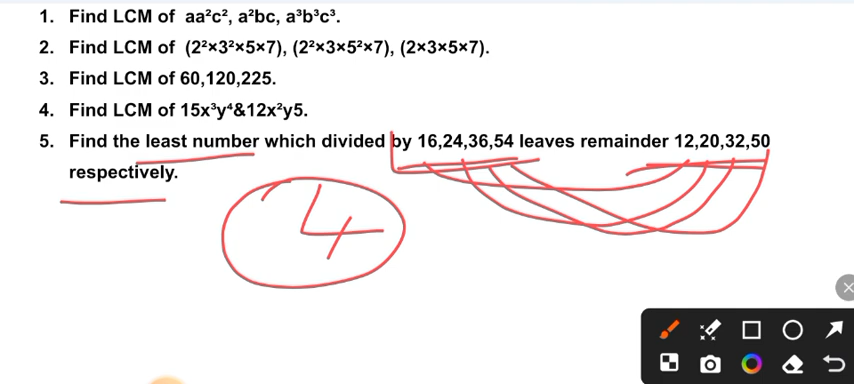 1. Find LCM of aa²c², a²bc, a³b³c³.
2. Find LCM of (2²×3²×5×7), (2²×3×5²×7), (2×3×5×7).
3. Find LCM of 60,120,225.
4. Find LCM of 15x³y⁴&12x²y5.
5. Find the least number which divided by 16,24,36,54 leaves remainder 12,20,32,50
respectively.
4